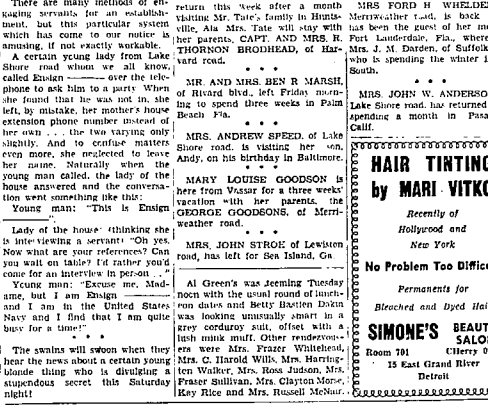 There are many methods of en-
gaging servants for an establish-
ment, but this particular system
which has come to our notice is
amusing, if not exactly workable.
A certain young lady from Lake
Shore road whom we all know,
called Ensign ——— over the tele-
phone to ask him to a party When
she found that he was not in, she
left, by mistake, her mother's house
extension phone number instead of
her own . . . the two varying only
slightly. And to confuse matters
even more, she neglected to leave
her name. Naturally when the
young man called, the lady of the
house answered and the conversa-
tion went something like this:
Young man: "This is Ensign
———".
Lady of the house (thinking she
is interviewing a servant) "Oh yes.
Now what are your references? Can
you wait on table? I'd rather you'd
come for an interview in person . . "
Young man: "Excuse me, Mad-
ame, but I am Ensign ———
and I am in the United States
Navy and I find that I am quite
busy for a time!"
* * *
The swains will swoon when they
hear the news about a certain young
blonde thing who is divulging a
stupendous secret this Saturday
night!
return this week after a month
visiting Mr. Tate's family in Hunts-
ville, Ala Mrs. Tate will stay with
her parents, CAPT. AND MRS. H.
THORNON BRODHEAD, of Har-
vard road.
* * *
MR. AND MRS. BEN R MARSH,
of Rivard blvd., left Friday morn-
ing to spend three weeks in Palm
Beach Fla.
* * *
MRS. ANDREW SPEED, of Lake
Shore road, is visiting her son,
Andy, on his birthday in Baltimore.
* * *
MARY LOUISE GOODSON is
here from Vassar for a three weeks'
vacation with her parents, the
GEORGE GOODSONS, of Merri-
weather road.
* * *
MRS. JOHN STROH of Lewiston
road, has left for Sea Island, Ga
Al Green's was teeming Tuesday
noon with the usual round of lunch-
eon dates and Betty Bastien Dakin
was looking unusually smart in a
grey corduroy suit, offset with a
lush mink muff. Other rendezvous-
ers were Mrs. Frazer Whitehead,
Mrs. C. Harold Wills, Mrs. Harring-
ten Walker, Mrs. Ross Judson, Mrs.
Fraser Sullivan, Mrs. Clayton Morse,
Kay Rice and Mrs. Russell McNair.
MRS FORD H WHELDE
Merriweather road, is back
has been the guest of her mo
Fort Lauderdale, Fla., where
Mrs. J. M. Darden, of Suffolk
who is spending the winter i
South.
* * *
MRS. JOHN W. ANDERSO
Lake Shore road, has returned
spending a month in Pasa
Calif.
HAIR TINTING
by MARI VITKO
Recently of
Hollywood and
New York
No Problem Too Diffic
Permanents for
Bleached and Dyed Hai
SIMONE'S BEAUT
SALO
Room 701 CHerry 0
15 East Grand River
Detroit